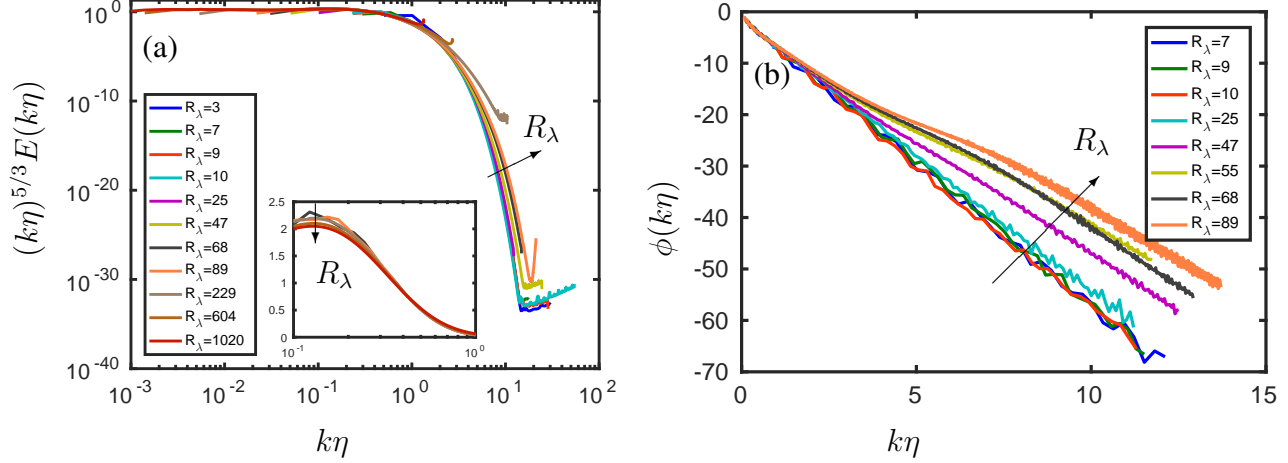 (a)
(kη)^{5/3}E(kη)
10^0
10^{-10}
10^{-20}
10^{-30}
10^{-40}
R_λ=3
R_λ=7
R_λ=9
R_λ=10
R_λ=25
R_λ=47
R_λ=68
R_λ=89
R_λ=229
R_λ=604
R_λ=1020
R_λ
2.5
2
1.5
1
0.5
0
10^{-1}
10^0
R_λ
10^{-3}
10^{-2}
10^{-1}
10^0
10^1
10^2
kη
(b)
ϕ(kη)
0
-10
-20
-30
-40
-50
-60
-70
R_λ=7
R_λ=9
R_λ=10
R_λ=25
R_λ=47
R_λ=55
R_λ=68
R_λ=89
R_λ
0
5
10
15
kη